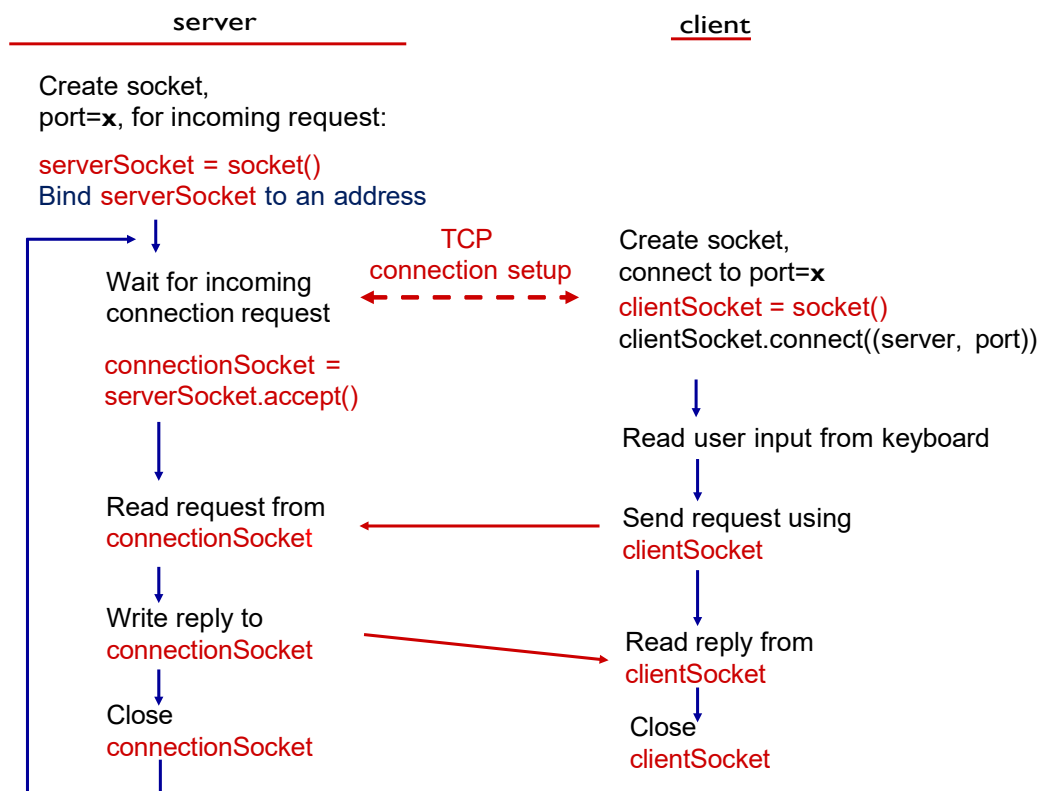 server
Create socket,
port=x, for incoming request:
serverSocket = socket()
Bind serverSocket to an address
Wait for incoming
connection request
connectionSocket =
serverSocket.accept()
Read request from
connectionSocket
Write reply to
connectionSocket
Close
connectionSocket
TCP
connection setup
client
Create socket,
connect to port=x
clientSocket = socket()
clientSocket.connect((server, port))
Read user input from keyboard
Send request using
clientSocket
Read reply from
clientSocket
Close
clientSocket